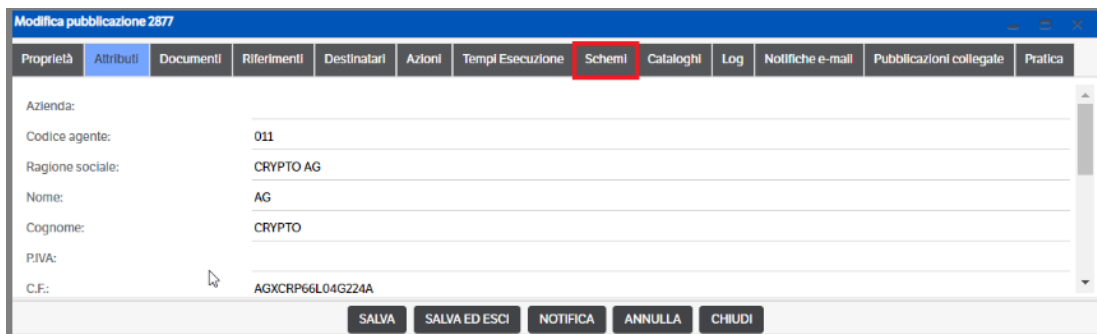 Modifica pubblicazione 2877
Proprietà Attributi Documenti Riferimenti Destinatari Azioni Tempi Esecuzione Schemi Cataloghi Log Notifiche e-mail Pubblicazioni collegate Pratica
Azienda:
Codice agente: 011
Ragione sociale: CRYPTO AG
Nome: AG
Cognome: CRYPTO
P.IVA:
C.F.: AGXCRP66L04G224A
SALVA SALVA ED ESCI NOTIFICA ANNULLA CHIUDI